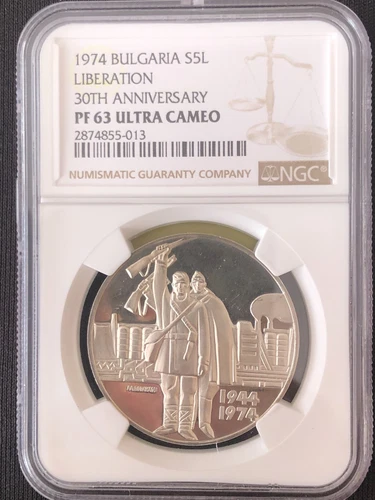 1974 BULGARIA S5L
LIBERATION
30TH ANNIVERSARY
PF 63 ULTRA CAMEO
2874855-013
NUMISMATIC GUARANTY COMPANY NGC
1944
1974